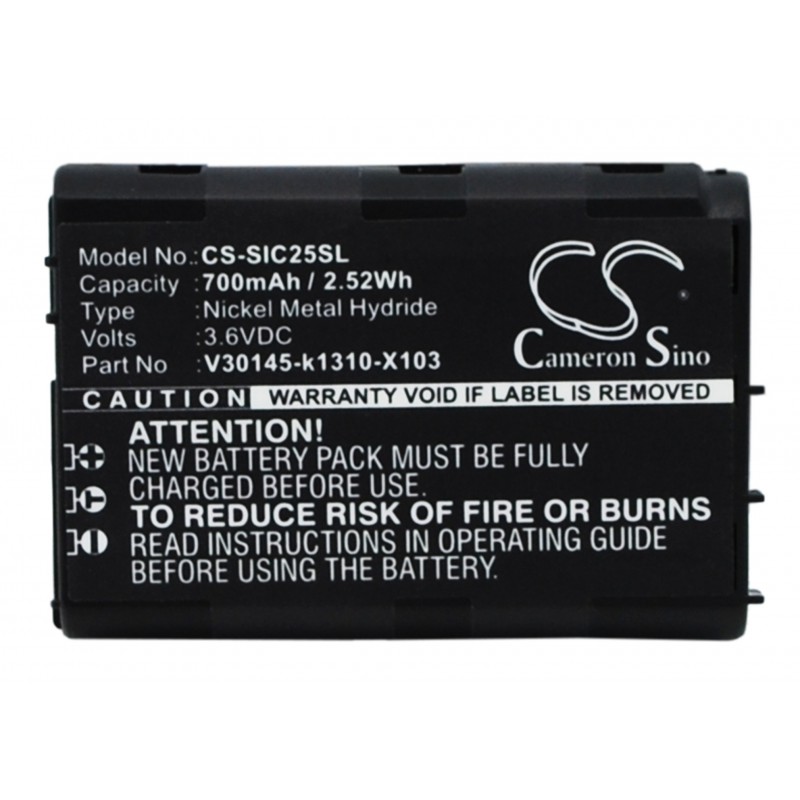 Model No.: CS-SIC25SL
Capacity : 700mAh / 2.52Wh
Type : Nickel Metal Hydride
Volts : 3.6VDC
Part No : V30145-k1310-X103
CS
Cameron Sino
CAUTION WARRANTY VOID IF LABEL IS REMOVED
ATTENTION!
NEW BATTERY PACK MUST BE FULLY
CHARGED BEFORE USE.
TO REDUCE RISK OF FIRE OR BURNS
READ INSTRUCTIONS IN OPERATING GUIDE
BEFORE USING THE BATTERY.